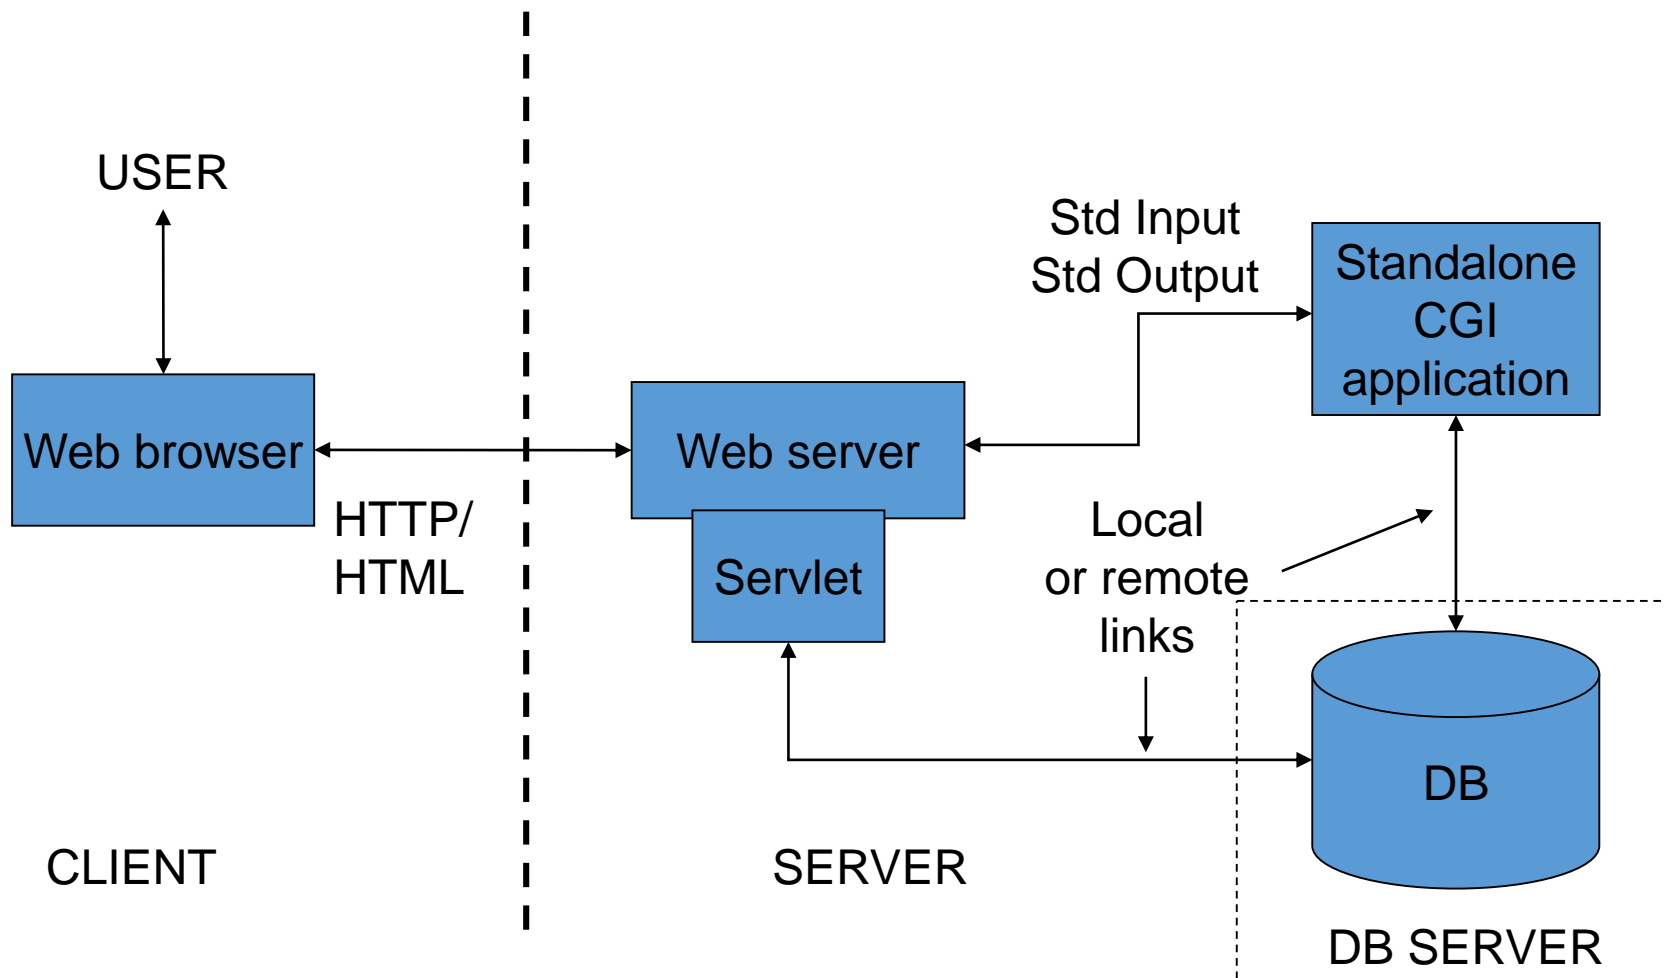 USER
Web browser
HTTP/
HTML
CLIENT
Web server
Servlet
Std Input
Std Output
Standalone
CGI
application
Local
or remote
links
DB
SERVER
DB SERVER